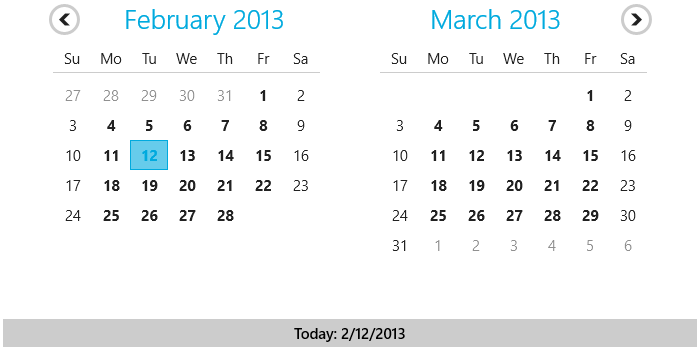 February 2013
Su Mo Tu We Th Fr Sa
27 28 29 30 31 1 2
3 4 5 6 7 8 9
10 11 12 13 14 15 16
17 18 19 20 21 22 23
24 25 26 27 28
March 2013
Su Mo Tu We Th Fr Sa
1 2
3 4 5 6 7 8 9
10 11 12 13 14 15 16
17 18 19 20 21 22 23
24 25 26 27 28 29 30
31 1 2 3 4 5 6
Today: 2/12/2013